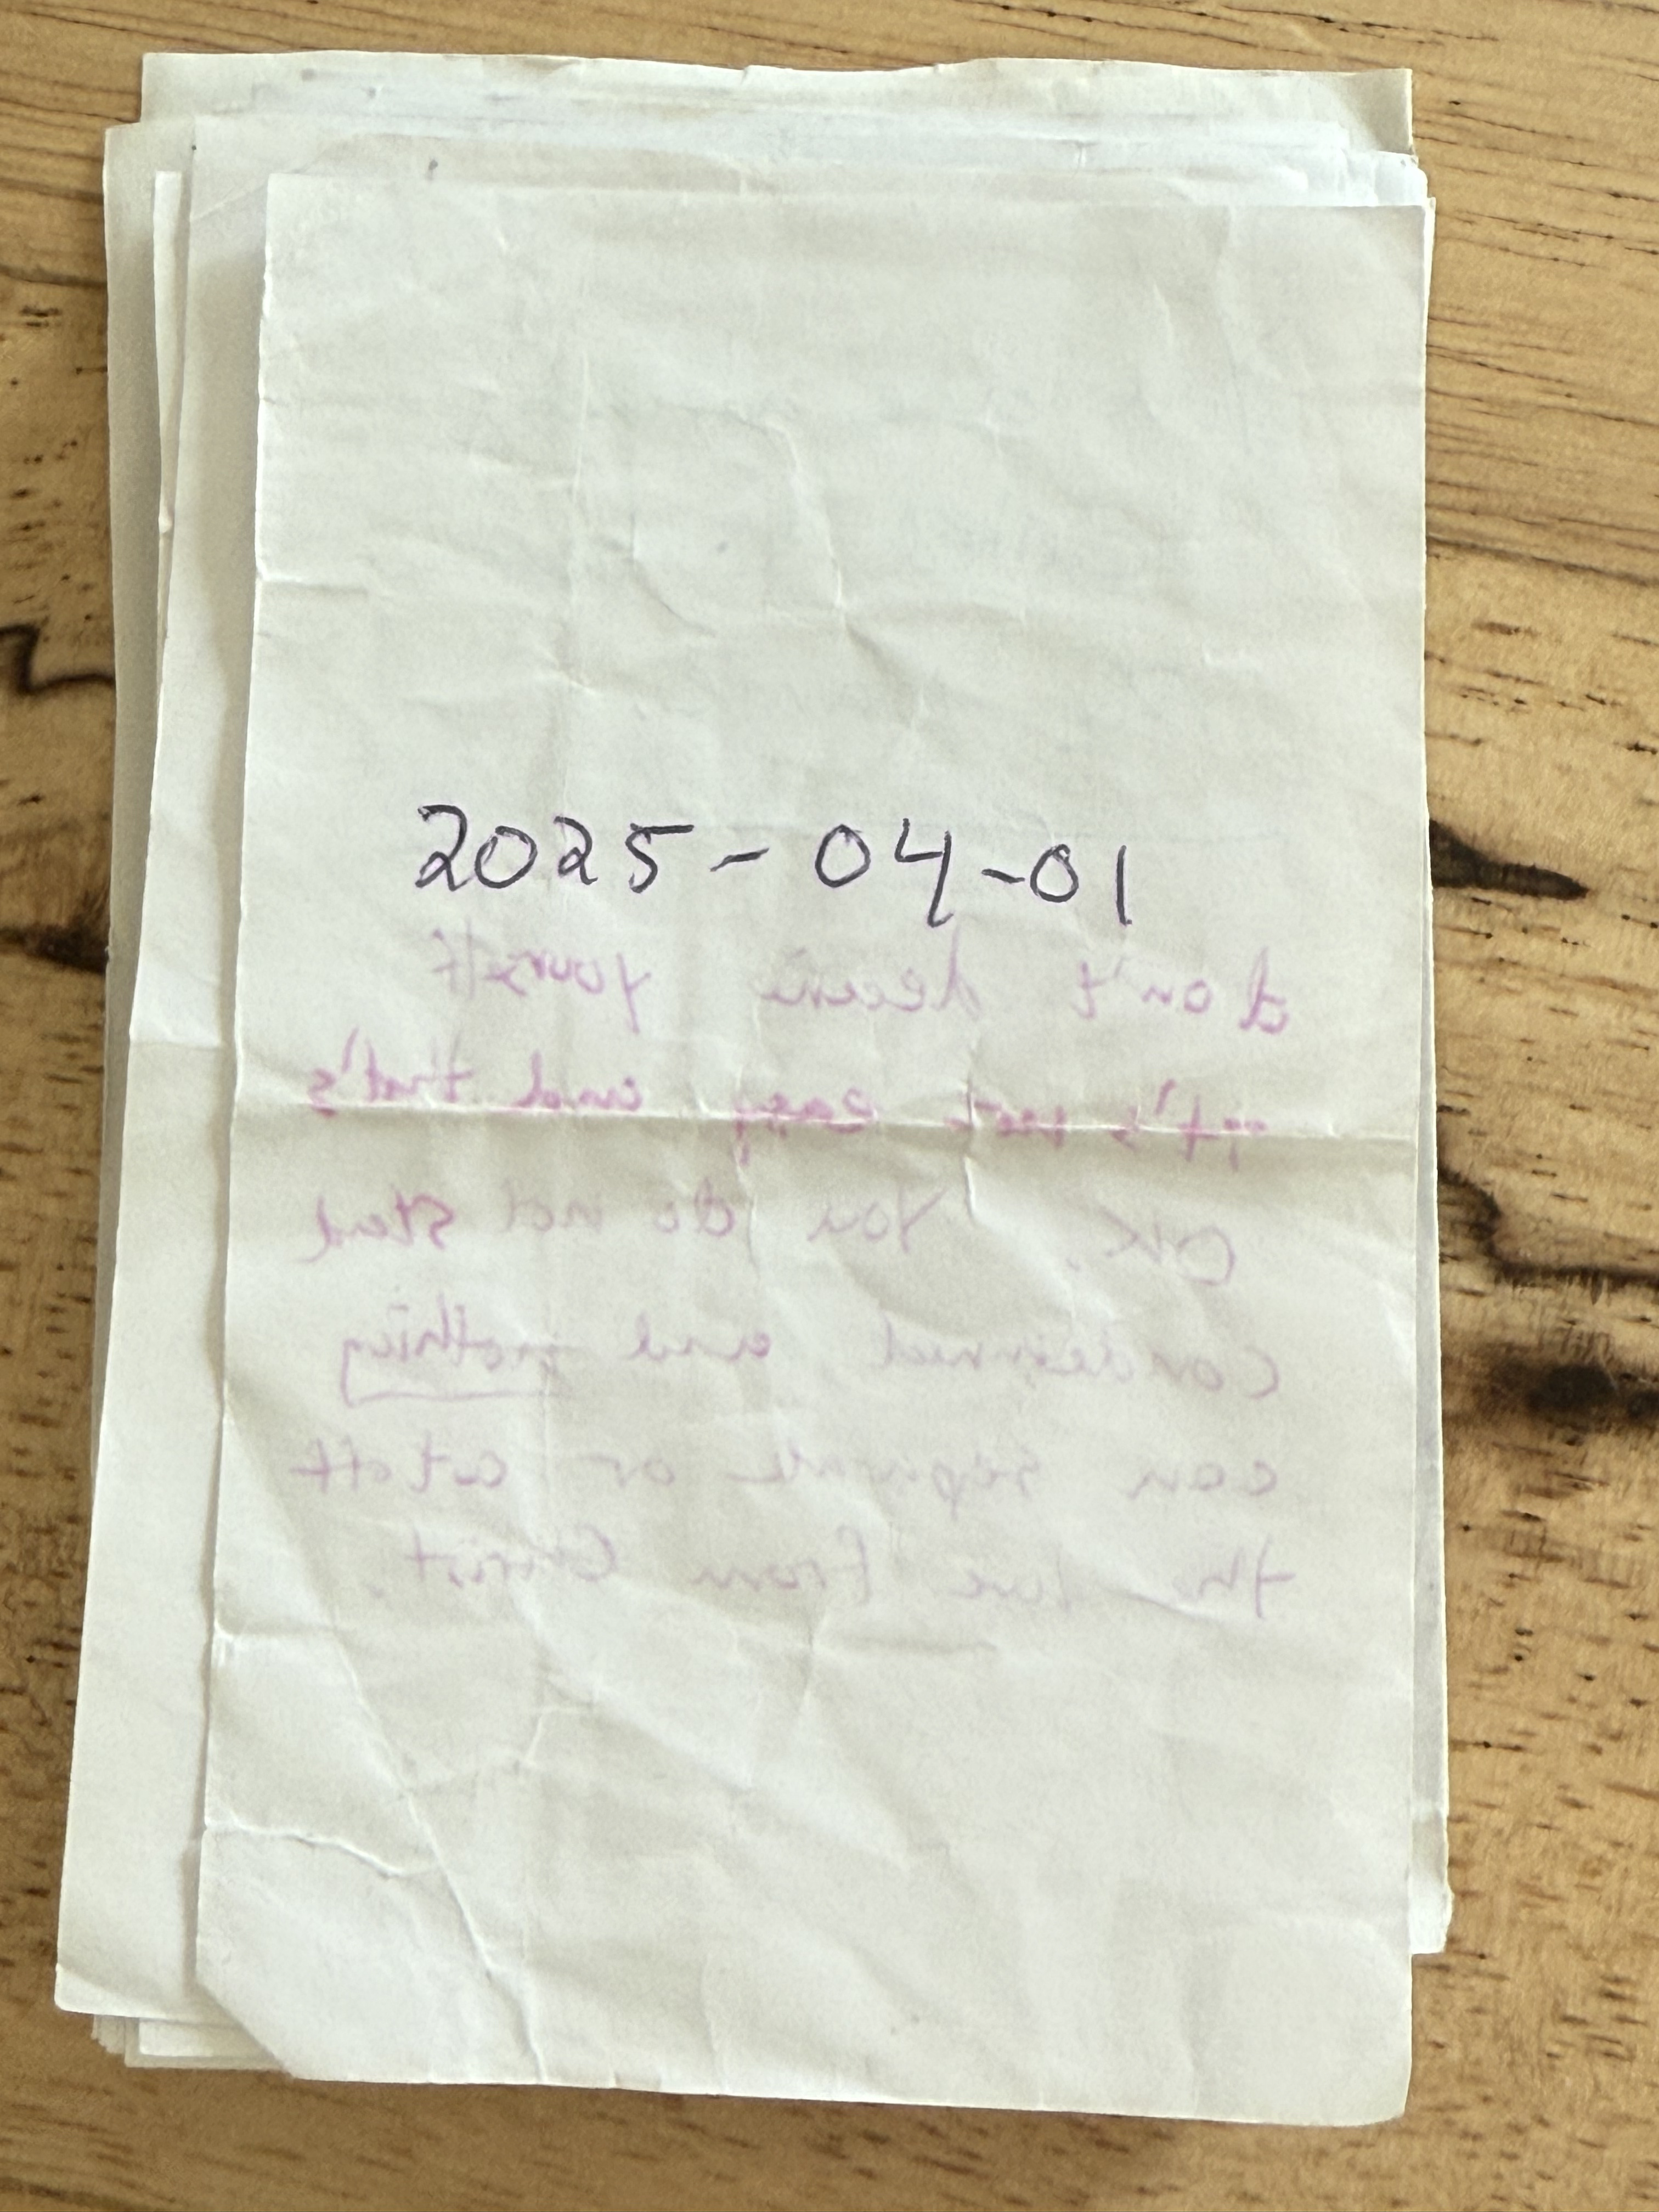 2025-04-01
don't deceive yourself
it's not easy and that's
OK. You do not stand
condemned and nothing
can separate or cut off
the love from Christ.